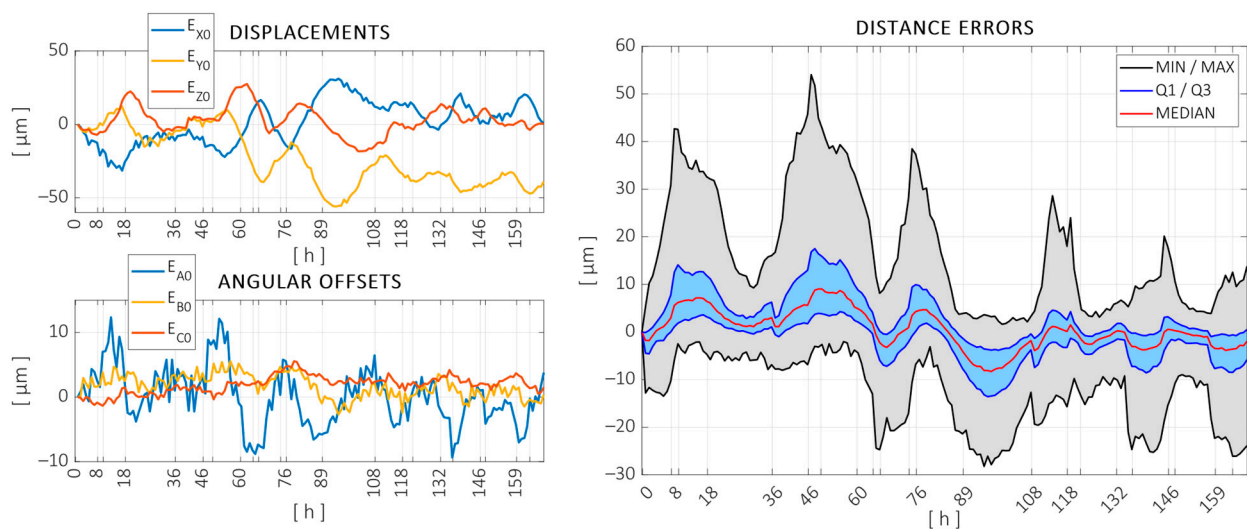 DISPLACEMENTS
E_X0
E_Y0
E_Z0
50
0
−50
[ µm ]
0 8 18 36 46 60 76 89 108 118 132 146 159
[ h ]
ANGULAR OFFSETS
E_A0
E_B0
E_C0
10
0
−10
[ µm ]
0 8 18 36 46 60 76 89 108 118 132 146 159
[ h ]
DISTANCE ERRORS
MIN / MAX
Q1 / Q3
MEDIAN
60
50
40
30
20
10
0
−10
−20
−30
[ µm ]
0 8 18 36 46 60 76 89 108 118 132 146 159
[ h ]